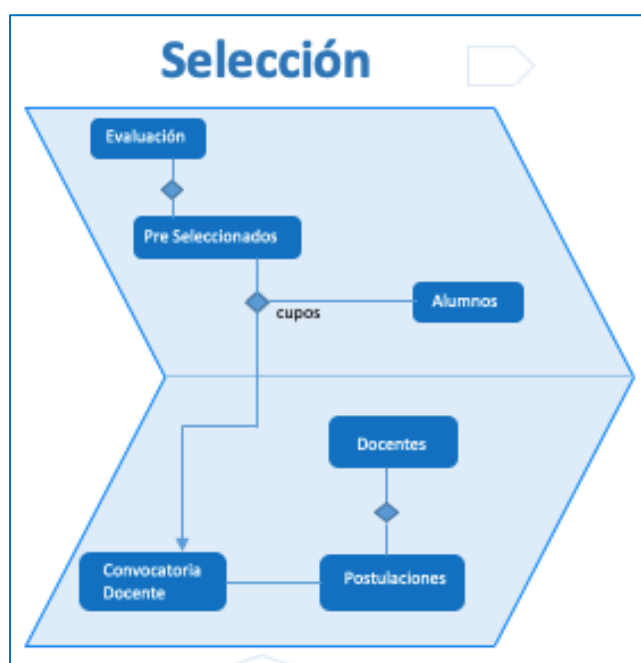 Selección
Evaluación
Pre Seleccionados
cupos
Alumnos
Docentes
Convocatoria
Docente
Postulaciones